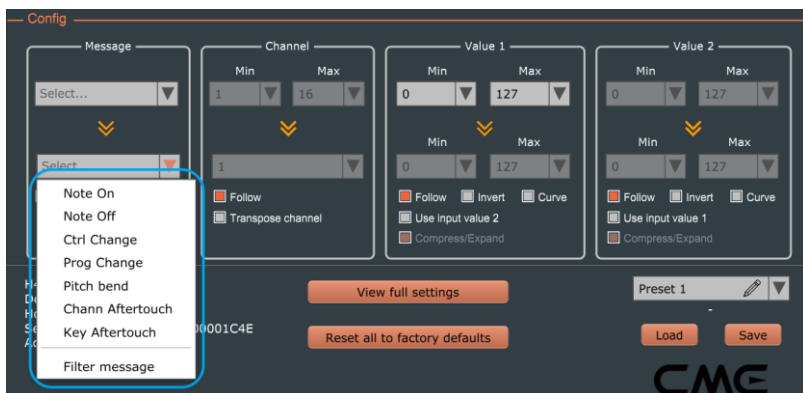 Config
Message
Channel
Value 1
Value 2
Min Max
Min Max
Min Max
Select...
1 16
0 127
0 127
Min Max
Min Max
Select
1
0 127
0 127
Note On
Note Off
Ctrl Change
Prog Change
Pitch bend
Chann Aftertouch
Key Aftertouch
Filter message
Follow
Transpose channel
Follow Invert Curve
Use input value 2
Compress/Expand
Follow Invert Curve
Use input value 1
Compress/Expand
00001C4E
View full settings
Reset all to factory defaults
Preset 1
-
Load Save
CME